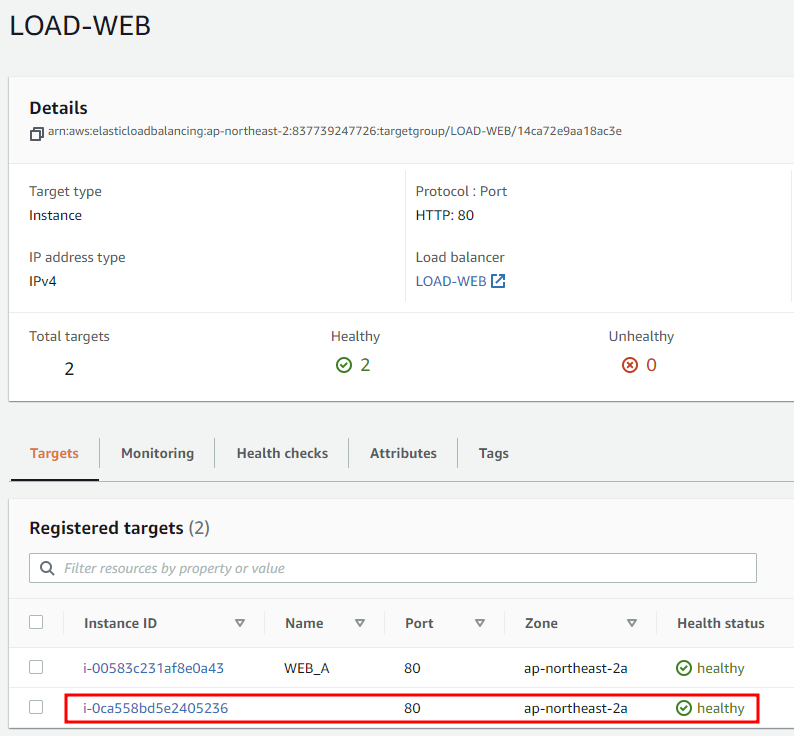 LOAD-WEB
Details
arn:aws:elasticloadbalancing:ap-northeast-2:837739247726:targetgroup/LOAD-WEB/14ca72e9aa18ac3e
Target type
Instance
Protocol : Port
HTTP: 80
IP address type
IPv4
Load balancer
LOAD-WEB
Total targets
2
Healthy
2
Unhealthy
0
Targets Monitoring Health checks Attributes Tags
Registered targets (2)
Filter resources by property or value
Instance ID Name Port Zone Health status
i-00583c231af8e0a43 WEB_A 80 ap-northeast-2a healthy
i-0ca558bd5e2405236 80 ap-northeast-2a healthy